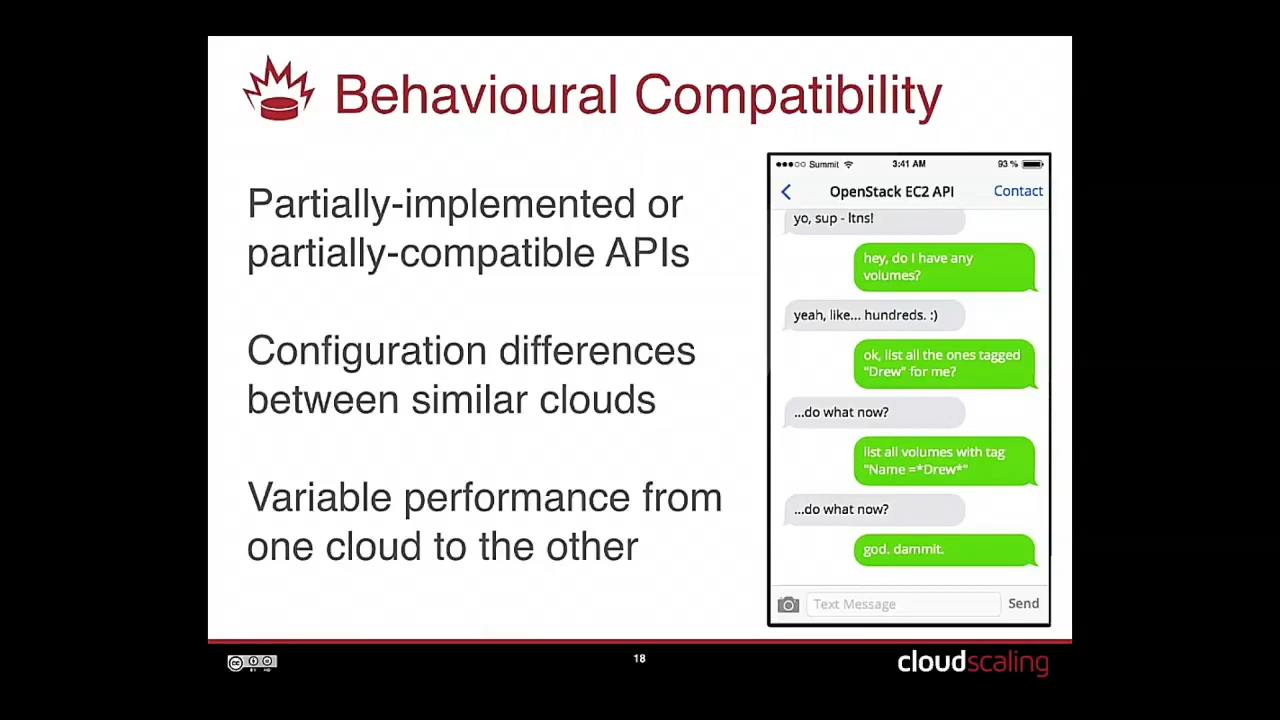 Behavioural Compatibility
Partially-implemented or
partially-compatible APIs
Configuration differences
between similar clouds
Variable performance from
one cloud to the other
Summit 3:41 AM 93 %
OpenStack EC2 API Contact
yo, sup - ltns!
hey, do I have any
volumes?
yeah, like... hundreds. :)
ok, list all the ones tagged
"Drew" for me?
...do what now?
list all volumes with tag
"Name =*Drew*"
...do what now?
god. dammit.
Text Message Send
cc
18
cloudscaling